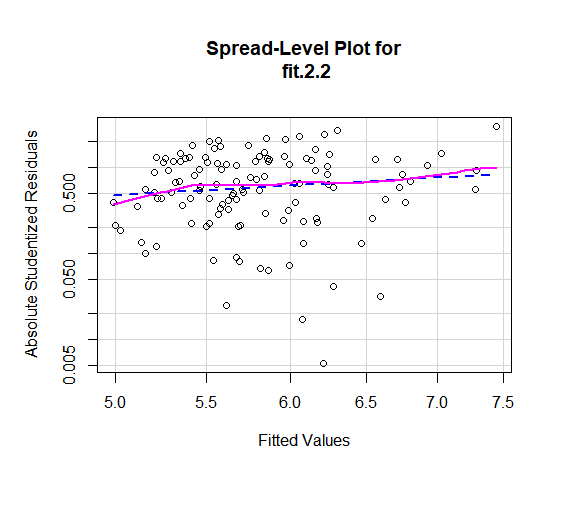 Spread-Level Plot for
fit.2.2
Absolute Studentized Residuals
0.500
0.050
0.005
5.0 5.5 6.0 6.5 7.0 7.5
Fitted Values